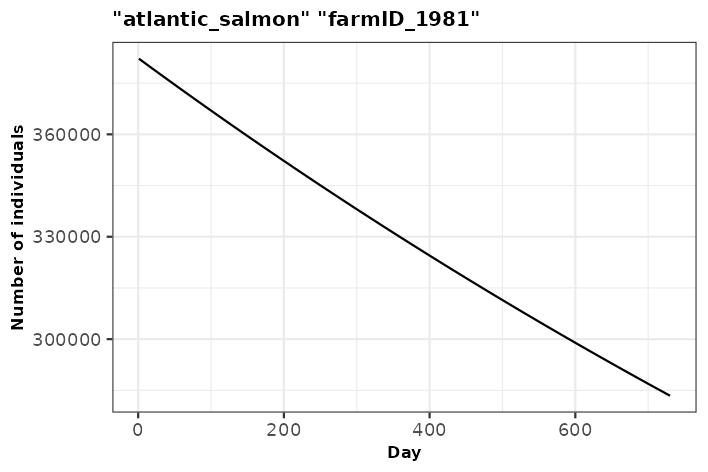 "atlantic_salmon" "farmID_1981"
Number of individuals
360000
330000
300000
0 200 400 600
Day